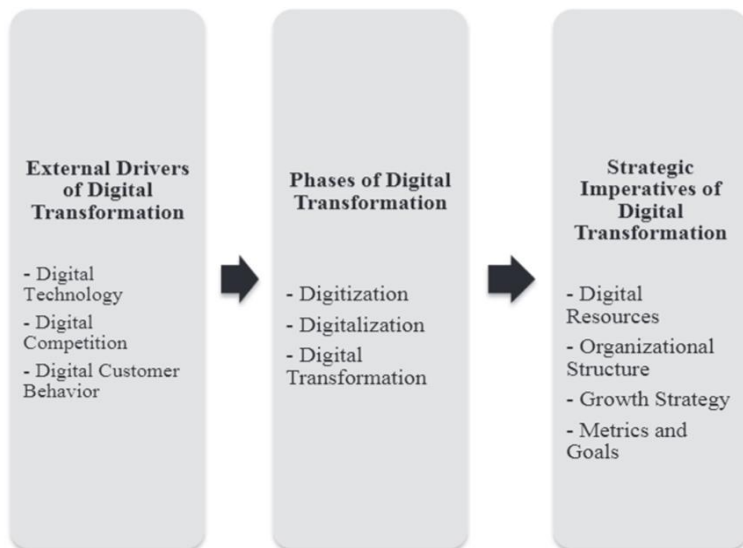 External Drivers
of Digital
Transformation
- Digital
Technology
- Digital
Competition
- Digital Customer
Behavior
Phases of Digital
Transformation
- Digitization
- Digitalization
- Digital
Transformation
Strategic
Imperatives of
Digital
Transformation
- Digital
Resources
- Organizational
Structure
- Growth Strategy
- Metrics and
Goals